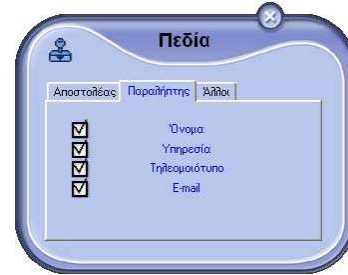 Πεδία
Αποστολέας Παραλήπτης Άλλοι
Όνομα
Υπηρεσία
Τηλεομοιότυπο
E-mail